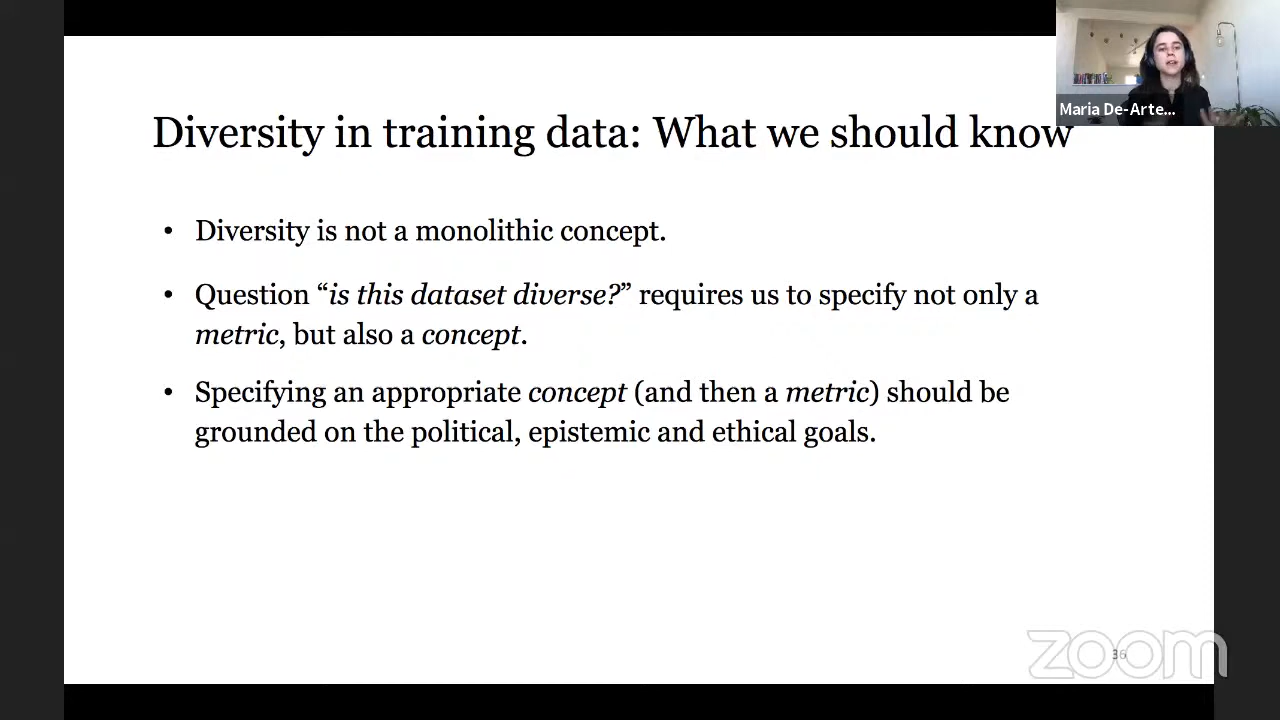 Maria De-Arte...
Diversity in training data: What we should know
• Diversity is not a monolithic concept.
• Question “is this dataset diverse?” requires us to specify not only a
metric, but also a concept.
• Specifying an appropriate concept (and then a metric) should be
grounded on the political, epistemic and ethical goals.
36
zoom